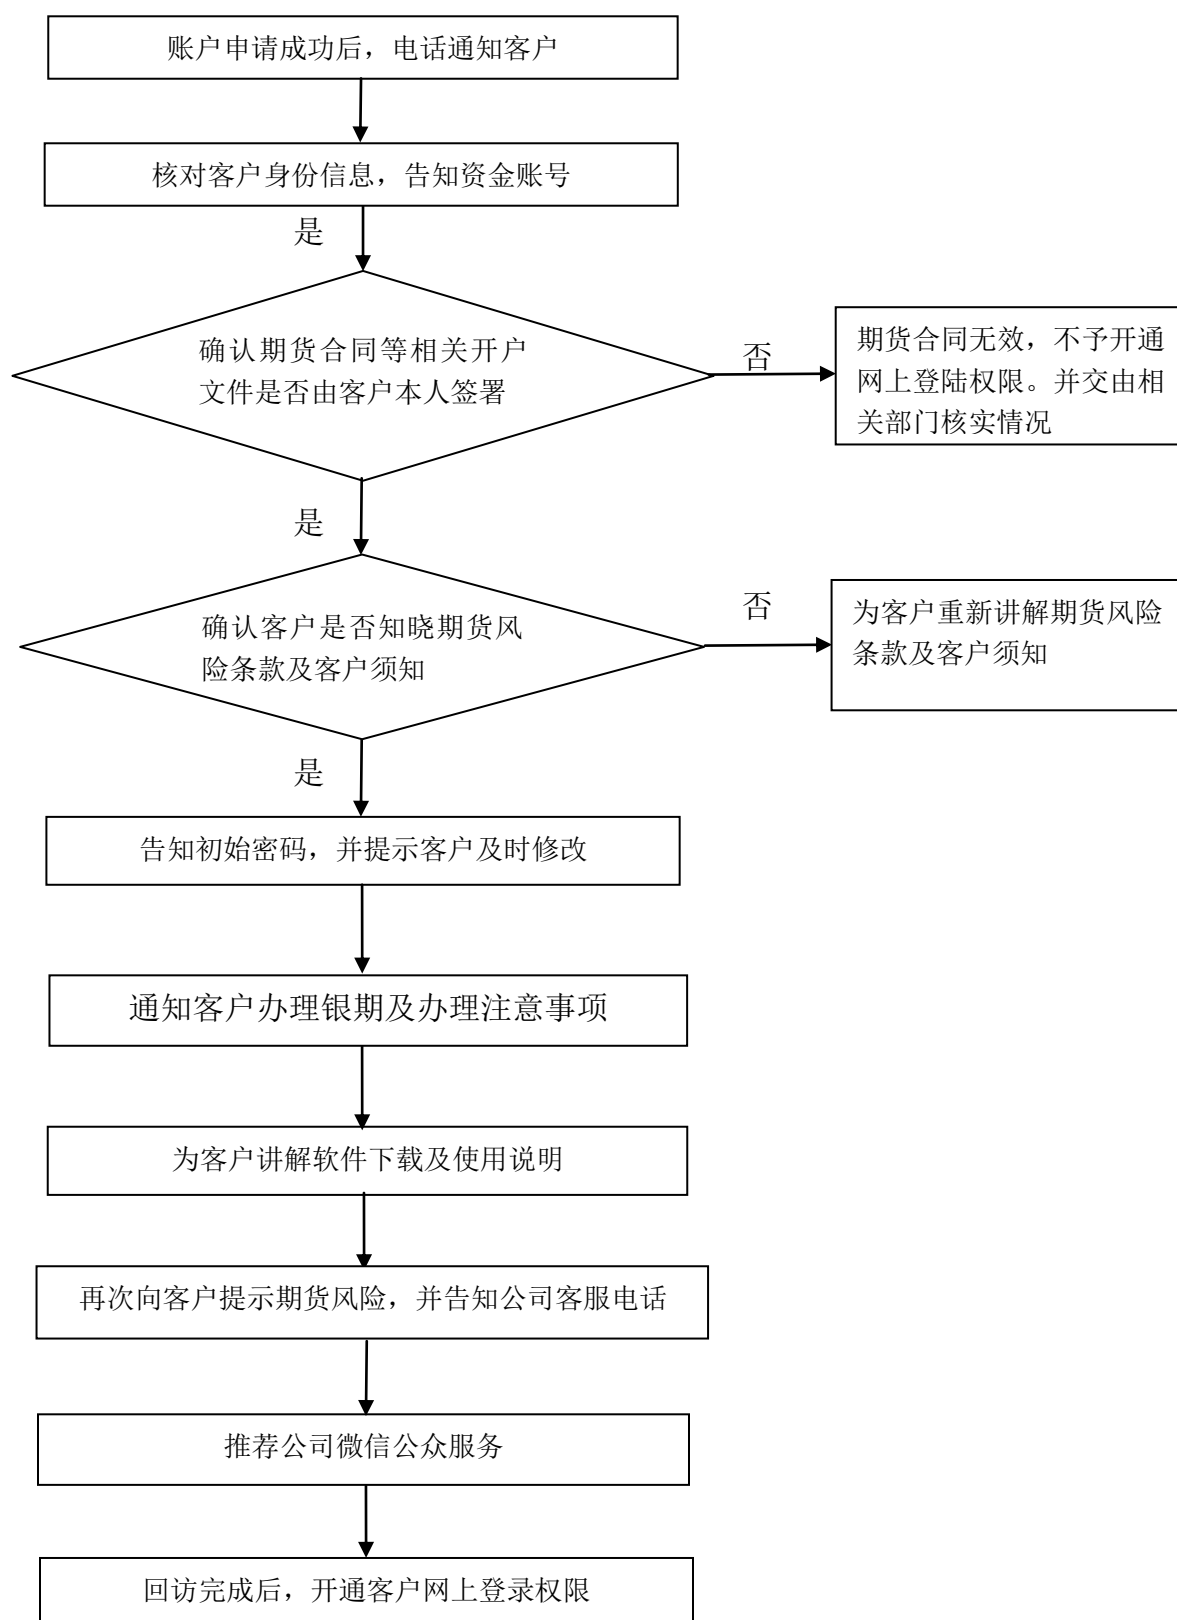 账户申请成功后，电话通知客户
核对客户身份信息，告知资金账号
是
确认期货合同等相关开户
文件是否由客户本人签署
否
期货合同无效，不予开通
网上登陆权限。并交由相
关部门核实情况
是
确认客户是否知晓期货风
险条款及客户须知
否
为客户重新讲解期货风险
条款及客户须知
是
告知初始密码，并提示客户及时修改
通知客户办理银期及办理注意事项
为客户讲解软件下载及使用说明
再次向客户提示期货风险，并告知公司客服电话
推荐公司微信公众服务
回访完成后，开通客户网上登录权限